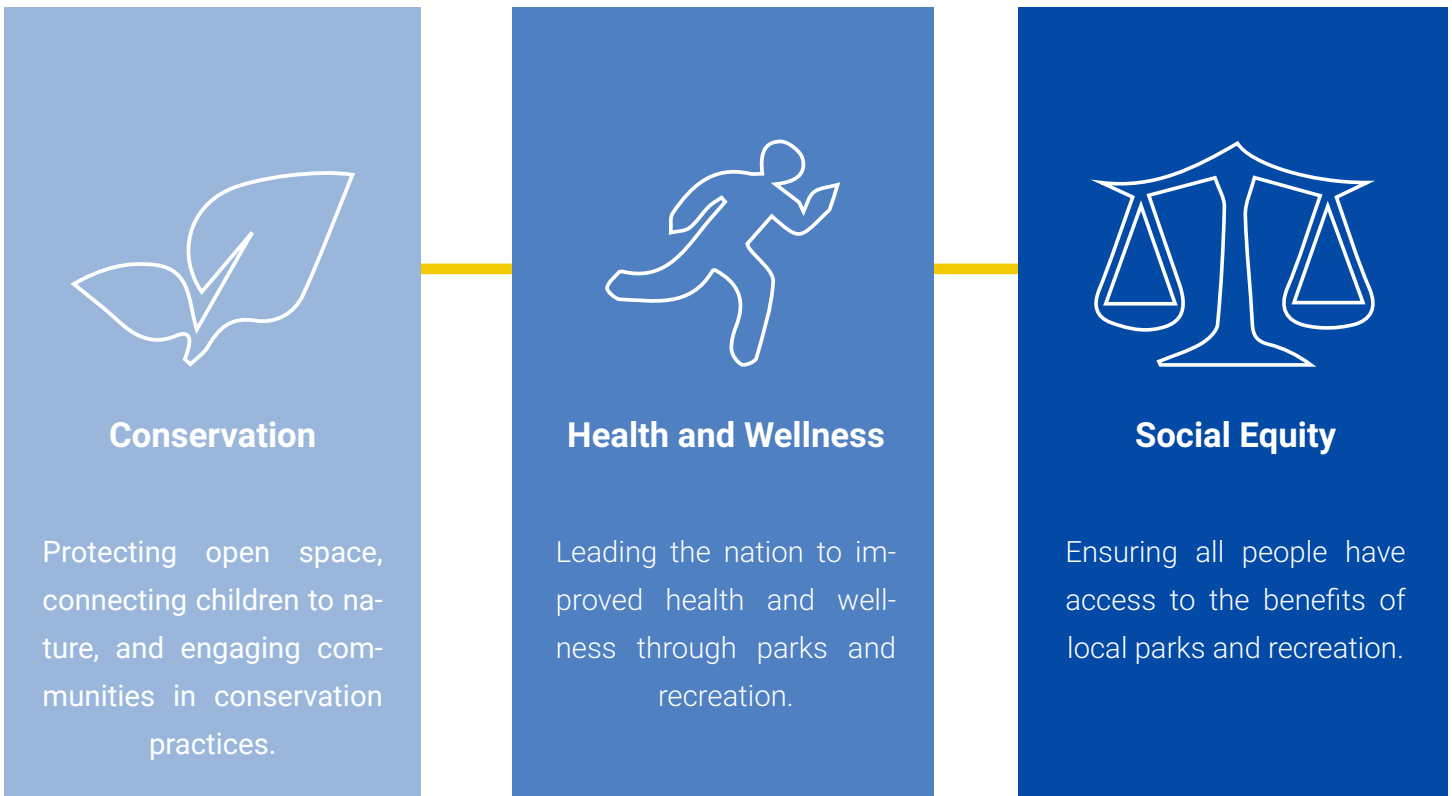 Conservation
Protecting open space,
connecting children to na-
ture, and engaging com-
munities in conservation
practices.
Health and Wellness
Leading the nation to im-
proved health and well-
ness through parks and
recreation.
Social Equity
Ensuring all people have
access to the benefits of
local parks and recreation.